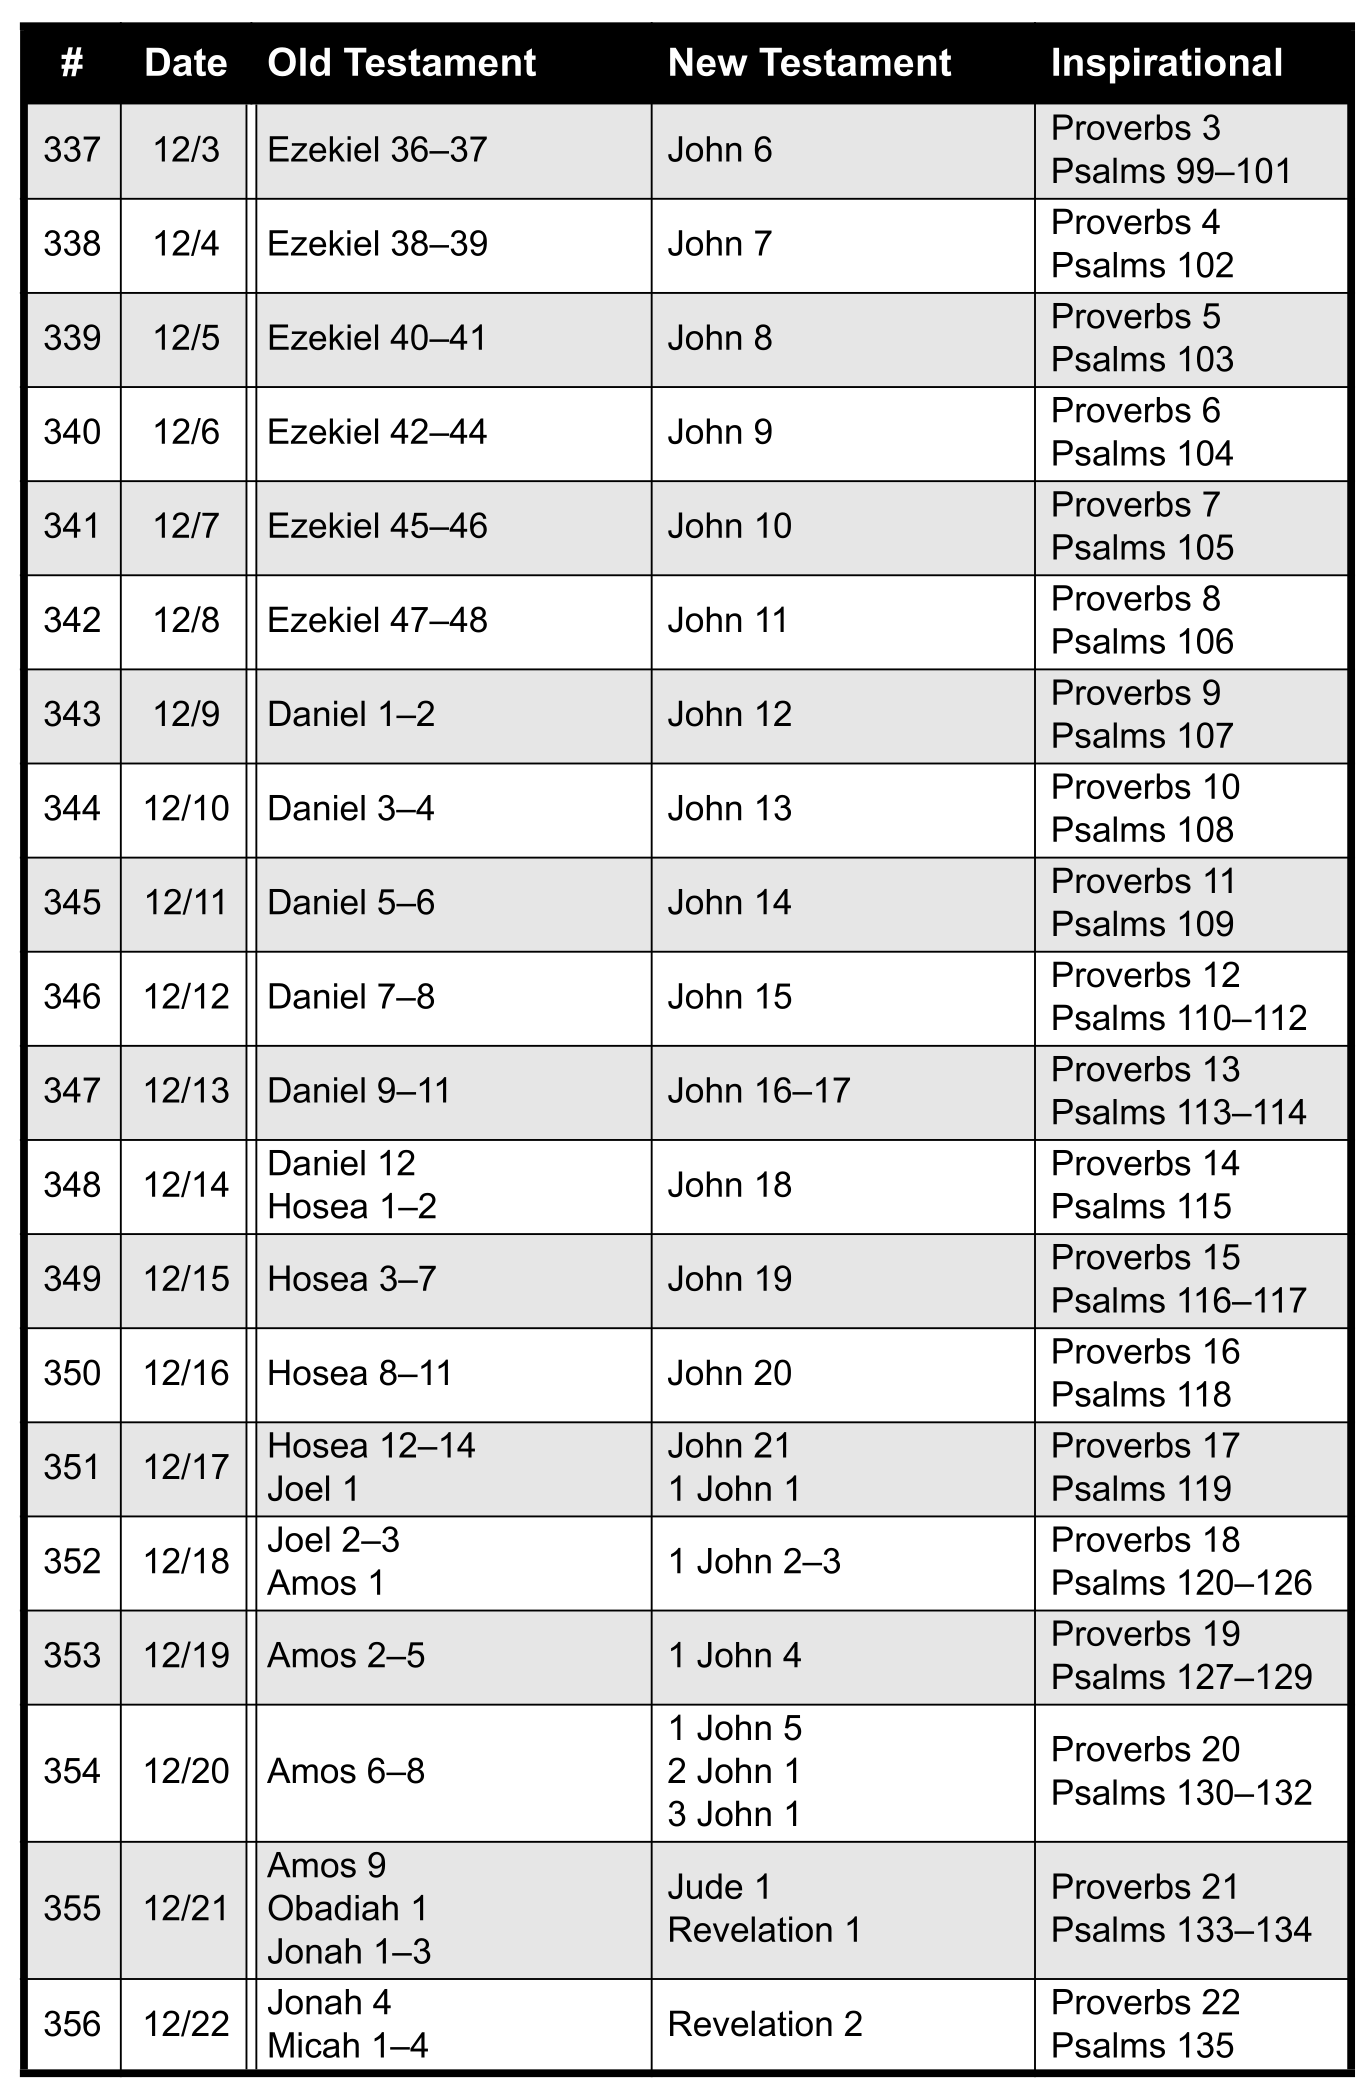 # Date Old Testament New Testament Inspirational
337 12/3 Ezekiel 36–37 John 6 Proverbs 3
Psalms 99–101
338 12/4 Ezekiel 38–39 John 7 Proverbs 4
Psalms 102
339 12/5 Ezekiel 40–41 John 8 Proverbs 5
Psalms 103
340 12/6 Ezekiel 42–44 John 9 Proverbs 6
Psalms 104
341 12/7 Ezekiel 45–46 John 10 Proverbs 7
Psalms 105
342 12/8 Ezekiel 47–48 John 11 Proverbs 8
Psalms 106
343 12/9 Daniel 1–2 John 12 Proverbs 9
Psalms 107
344 12/10 Daniel 3–4 John 13 Proverbs 10
Psalms 108
345 12/11 Daniel 5–6 John 14 Proverbs 11
Psalms 109
346 12/12 Daniel 7–8 John 15 Proverbs 12
Psalms 110–112
347 12/13 Daniel 9–11 John 16–17 Proverbs 13
Psalms 113–114
348 12/14 Daniel 12 John 18 Proverbs 14
Hosea 1–2 Psalms 115
349 12/15 Hosea 3–7 John 19 Proverbs 15
Psalms 116–117
350 12/16 Hosea 8–11 John 20 Proverbs 16
Psalms 118
351 12/17 Hosea 12–14 John 21 Proverbs 17
Joel 1 1 John 1 Psalms 119
352 12/18 Joel 2–3 1 John 2–3 Proverbs 18
Amos 1 Psalms 120–126
353 12/19 Amos 2–5 1 John 4 Proverbs 19
Psalms 127–129
354 12/20 Amos 6–8 1 John 5 Proverbs 20
2 John 1 Psalms 130–132
3 John 1
355 12/21 Amos 9 Jude 1 Proverbs 21
Obadiah 1 Revelation 1 Psalms 133–134
Jonah 1–3
356 12/22 Jonah 4 Revelation 2 Proverbs 22
Micah 1–4 Psalms 135